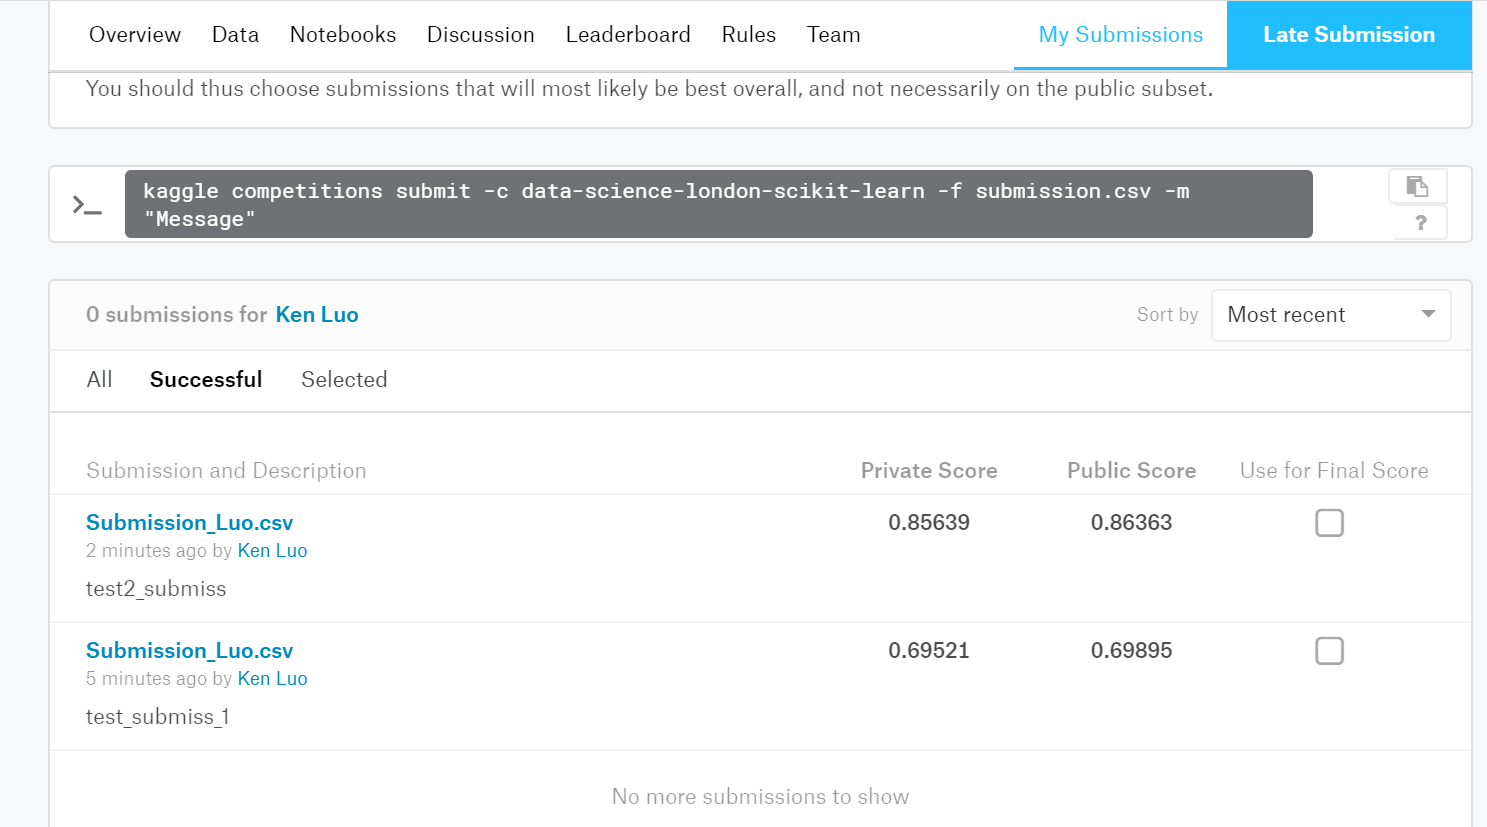 Overview Data Notebooks Discussion Leaderboard Rules Team My Submissions Late Submission
You should thus choose submissions that will most likely be best overall, and not necessarily on the public subset.
>_ kaggle competitions submit -c data-science-london-scikit-learn -f submission.csv -m
"Message"
?
0 submissions for Ken Luo Sort by Most recent
All Successful Selected
Submission and Description Private Score Public Score Use for Final Score
Submission_Luo.csv 0.85639 0.86363
2 minutes ago by Ken Luo
test2_submiss
Submission_Luo.csv 0.69521 0.69895
5 minutes ago by Ken Luo
test_submiss_1
No more submissions to show